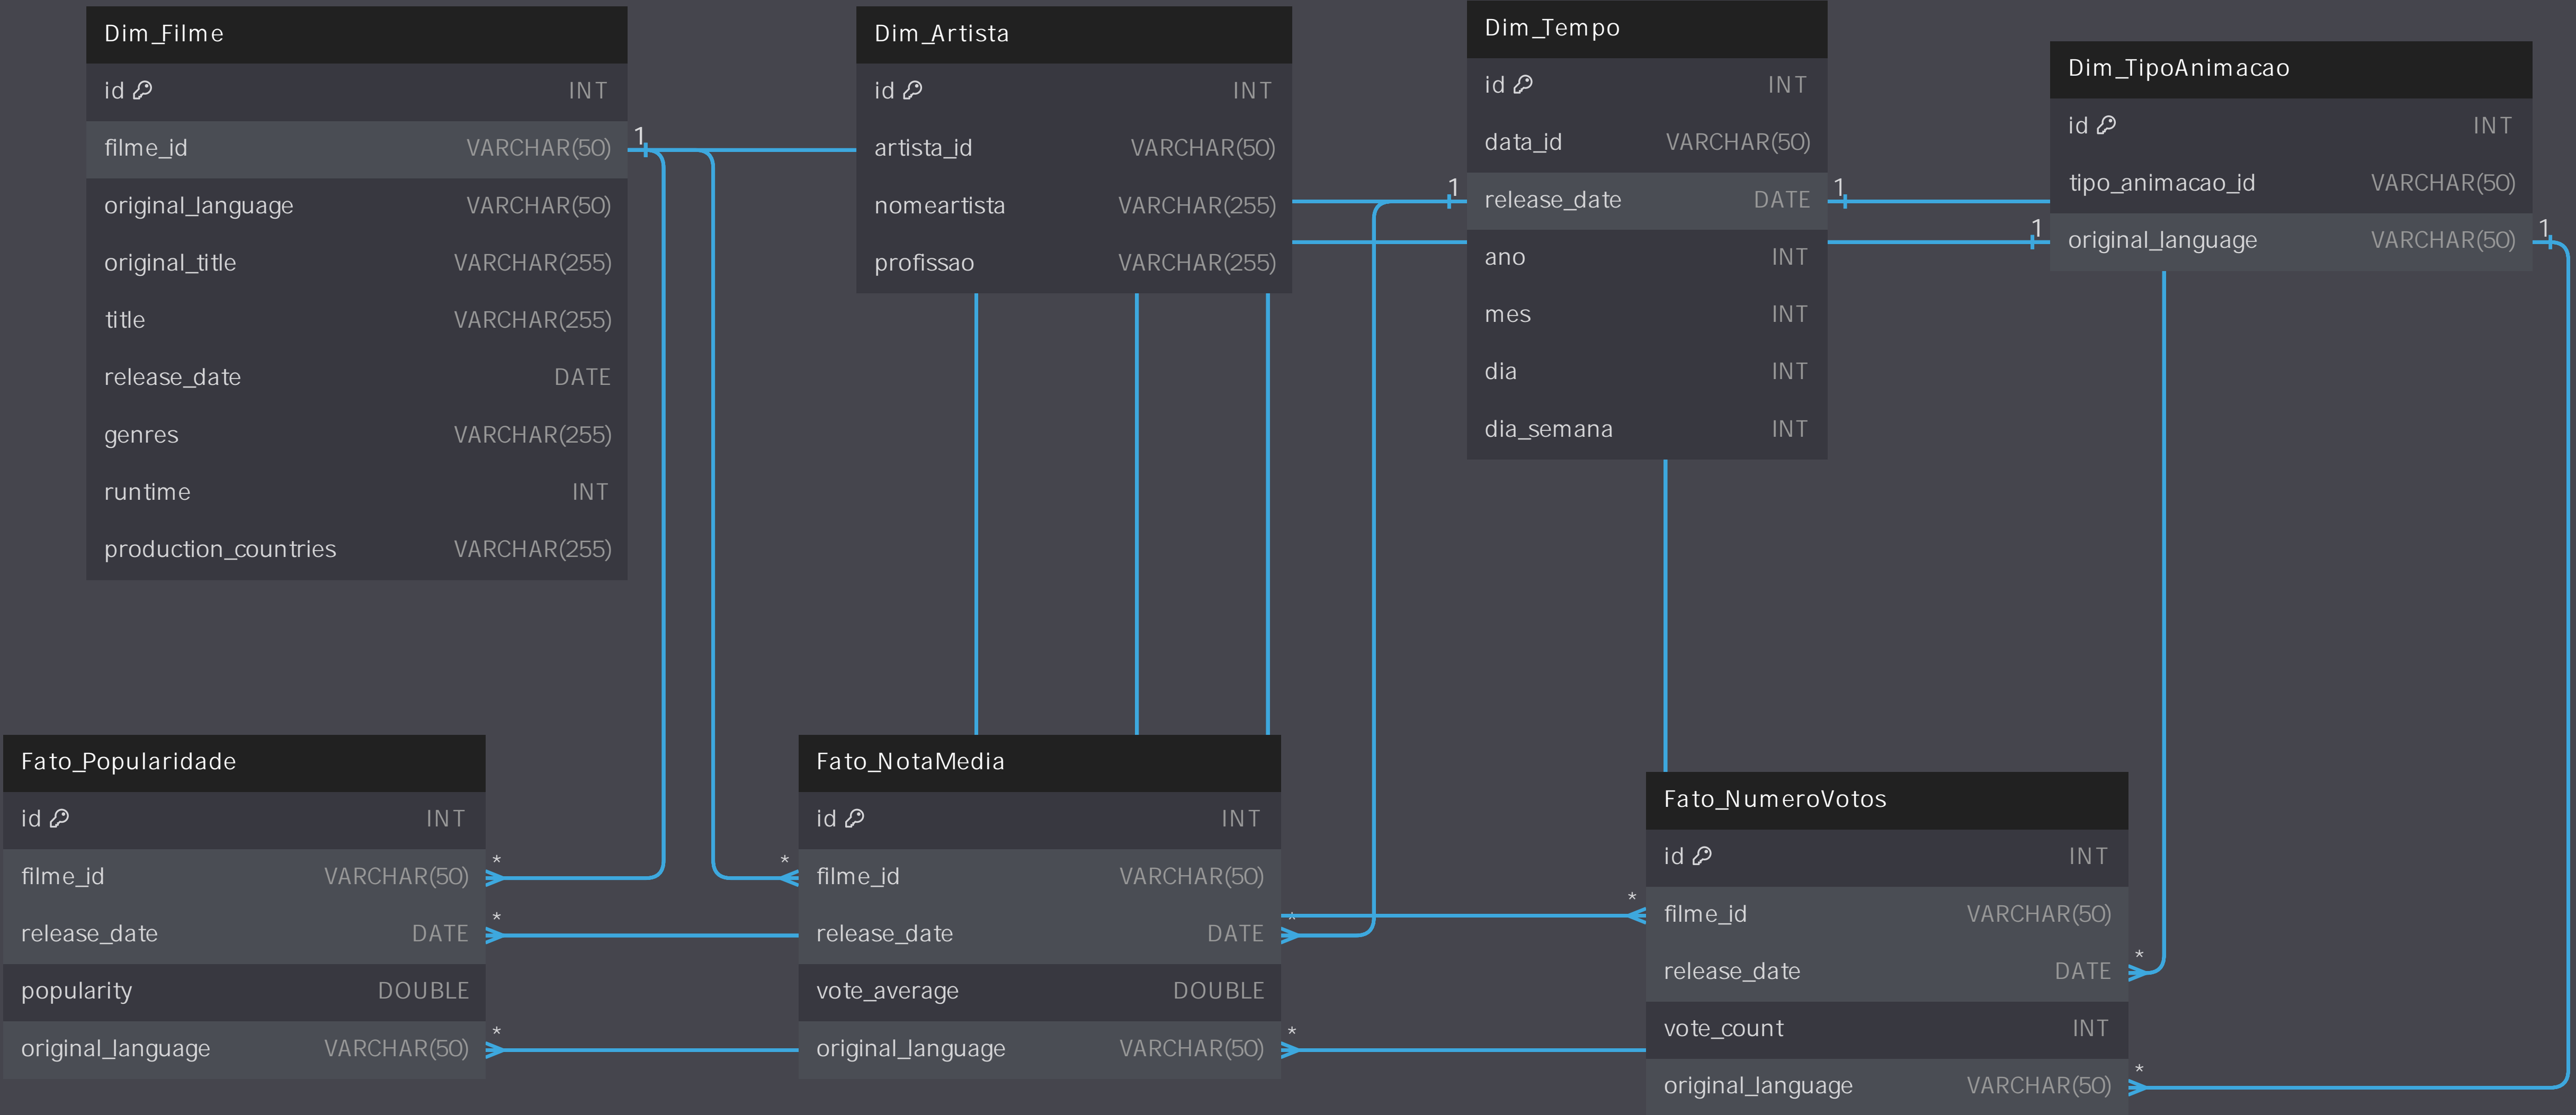 Dim_Filme
id INT
filme_id VARCHAR(50)
original_language VARCHAR(50)
original_title VARCHAR(255)
title VARCHAR(255)
release_date DATE
genres VARCHAR(255)
runtime INT
production_countries VARCHAR(255)
1
Dim_Artista
id INT
artista_id VARCHAR(50)
nomeartista VARCHAR(255)
profissao VARCHAR(255)
Dim_Tempo
id INT
data_id VARCHAR(50)
1 release_date DATE 1
ano INT
mes INT
dia INT
dia_semana INT
Dim_TipoAnimacao
id INT
tipo_animacao_id VARCHAR(50)
1 original_language VARCHAR(50) 1
Fato_Popularidade
id INT
filme_id VARCHAR(50) *
release_date DATE *
popularity DOUBLE
original_language VARCHAR(50) *
Fato_NotaMedia
id INT
* filme_id VARCHAR(50)
release_date DATE *
vote_average DOUBLE
original_language VARCHAR(50) *
Fato_NumeroVotos
id INT
* filme_id VARCHAR(50)
release_date DATE *
vote_count INT
original_language VARCHAR(50) *